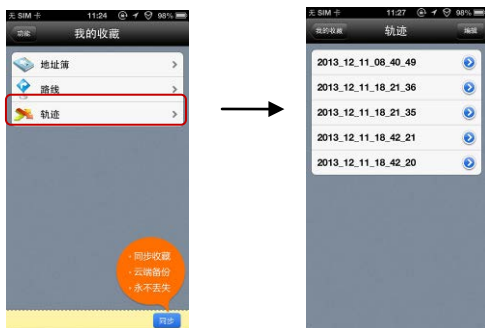 无 SIM 卡 11:24 98%
功能 我的收藏
地址簿
路线
轨迹
· 同步收藏
· 云端备份
· 永不丢失
同步
无 SIM 卡 11:27 98%
我的收藏 轨迹 编辑
2013_12_11_08_40_49
2013_12_11_18_21_36
2013_12_11_18_21_35
2013_12_11_18_42_21
2013_12_11_18_42_20